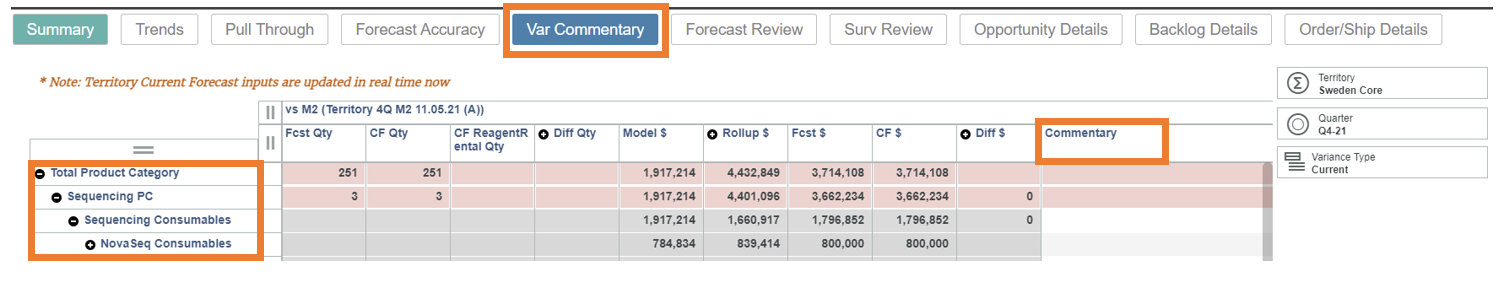 Summary Trends Pull Through Forecast Accuracy Var Commentary Forecast Review Surv Review Opportunity Details Backlog Details Order/Ship Details
* Note: Territory Current Forecast inputs are updated in real time now
Territory
Sweden Core
Quarter
Q4-21
Variance Type
Current
vs M2 (Territory 4Q M2 11.05.21 (A))
Fcst Qty CF Qty CF ReagentR Diff Qty Model $ Rollup $ Fcst $ CF $ Diff $ Commentary
ental Qty
Total Product Category 251 251 1,917,214 4,432,849 3,714,108 3,714,108
Sequencing PC 3 3 1,917,214 4,401,096 3,662,234 3,662,234 0
Sequencing Consumables 1,917,214 1,660,917 1,796,852 1,796,852 0
NovaSeq Consumables 784,834 839,414 800,000 800,000